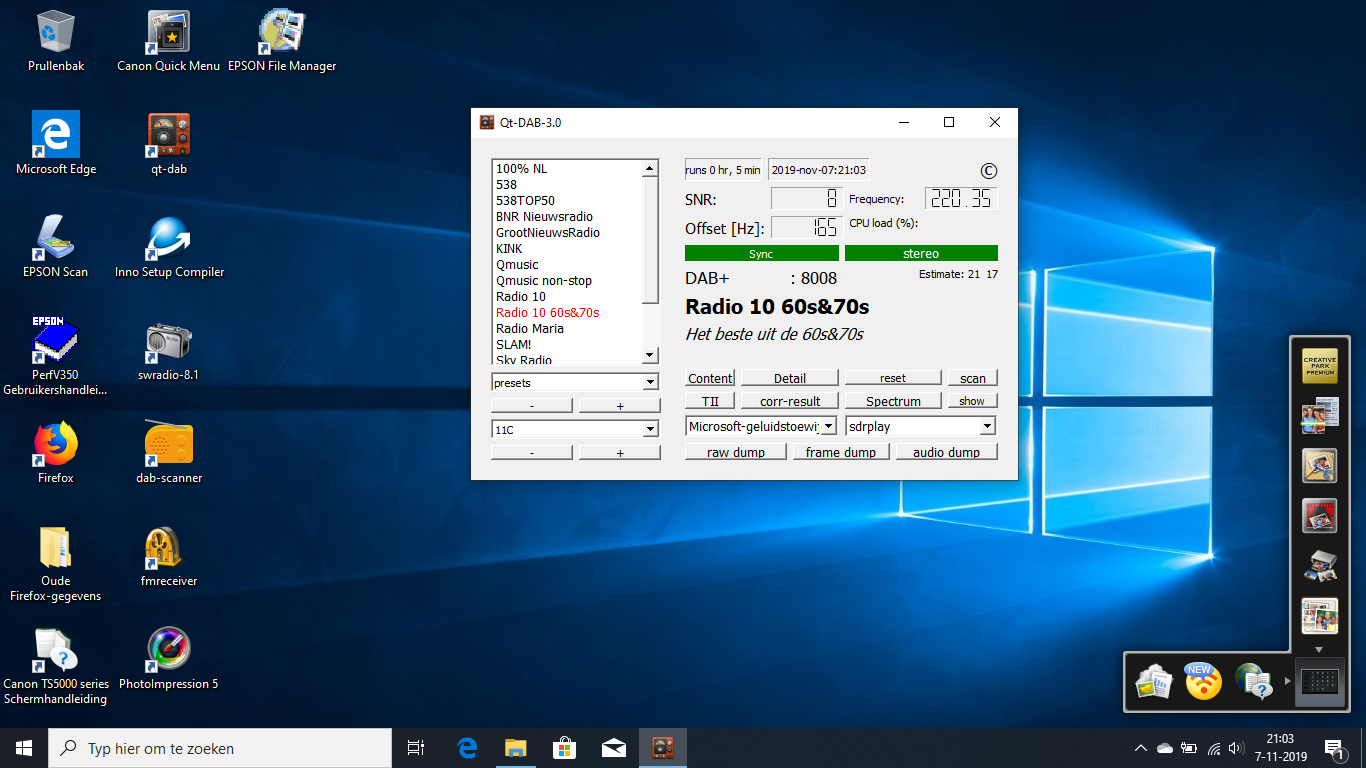 Prullenbak
Canon Quick Menu
EPSON File Manager
Microsoft Edge
qt-dab
EPSON Scan
Inno Setup Compiler
EPSON
PerfV350
Gebruikershandlei...
swradio-8.1
Firefox
dab-scanner
Oude
Firefox-gegevens
fmreceiver
Canon TS5000 series
Schermhandleiding
PhotoImpression 5
Qt-DAB-3.0
100% NL
538
538TOP50
BNR Nieuwsradio
GrootNieuwsRadio
KINK
Qmusic
Qmusic non-stop
Radio 10
Radio 10 60s&70s
Radio Maria
SLAM!
Sky Radio
presets
- +
11C
- +
runs 0 hr, 5 min 2019-nov-07:21:03 ©
SNR: 8 Frequency: 220.35
Offset [Hz]: 165 CPU load (%):
Sync stereo
DAB+ : 8008 Estimate: 21 17
Radio 10 60s&70s
Het beste uit de 60s&70s
Content Detail reset scan
TII corr-result Spectrum show
Microsoft-geluidstoewij sdrplay
raw dump frame dump audio dump
CREATIVE
PARK
PREMIUM
NEW
Typ hier om te zoeken
21:03
7-11-2019
1